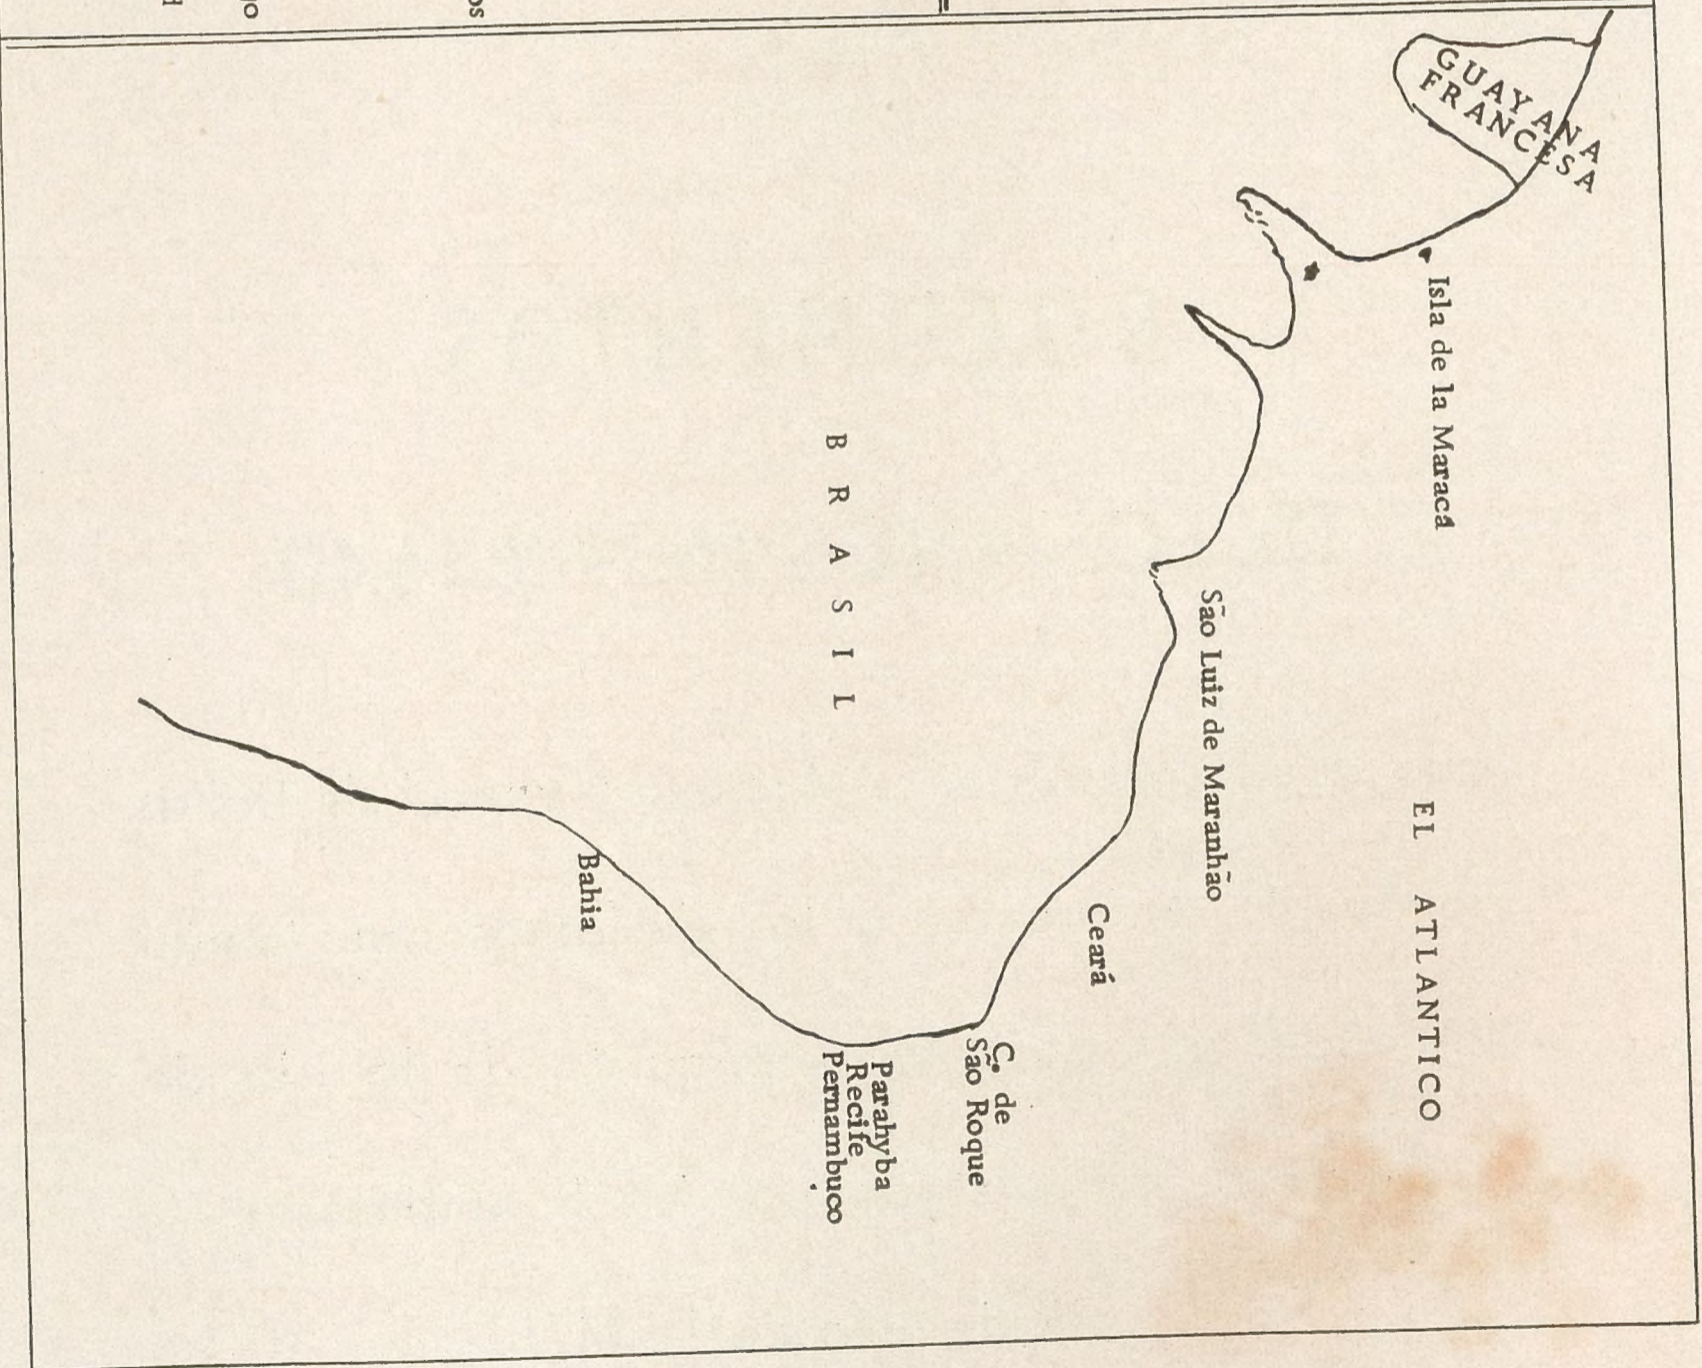 GUAYANA
FRANCESA
Isla de la Maracá
EL ATLANTICO
São Luiz de Maranhão
Ceará
C.º de
São Roque
Parahyba
Recife
Pernambuco
BRASIL
Bahia
os